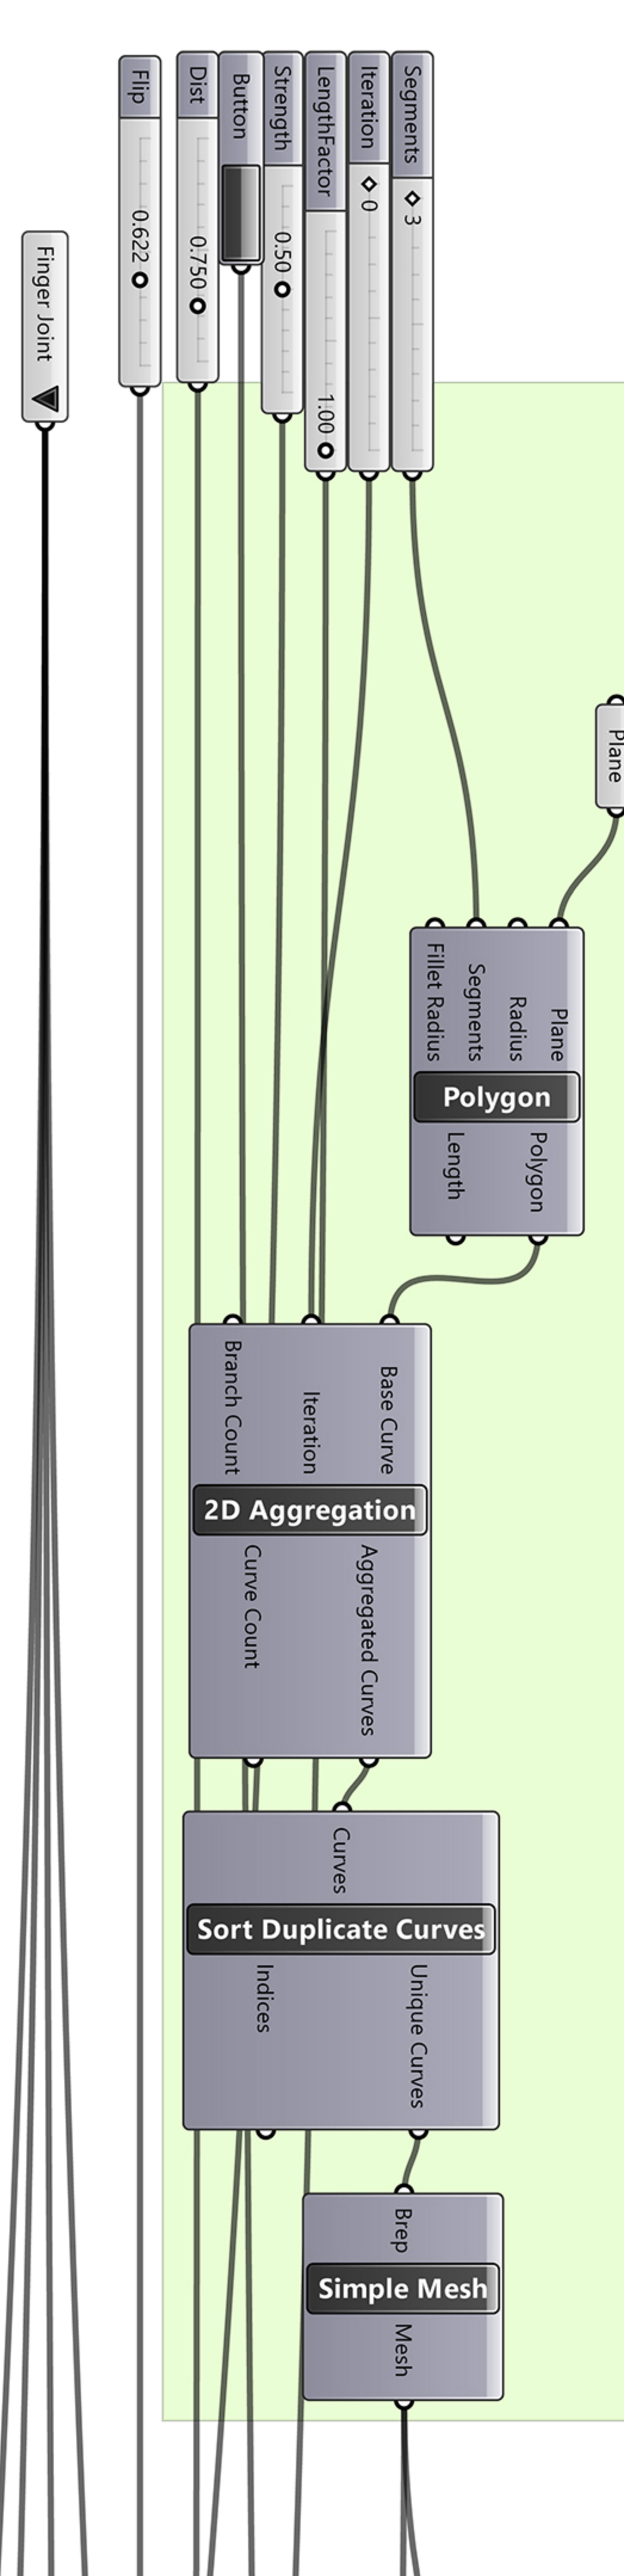 Segments
3
Iteration
0
LengthFactor
1.00
Strength
0.50
Button
Dist
0.750
Flip
0.622
Finger Joint
Plane
Plane
Radius
Segments
Fillet Radius
Polygon
Polygon
Length
Base Curve
Iteration
Branch Count
2D Aggregation
Aggregated Curves
Curve Count
Curves
Sort Duplicate Curves
Unique Curves
Indices
Brep
Simple Mesh
Mesh